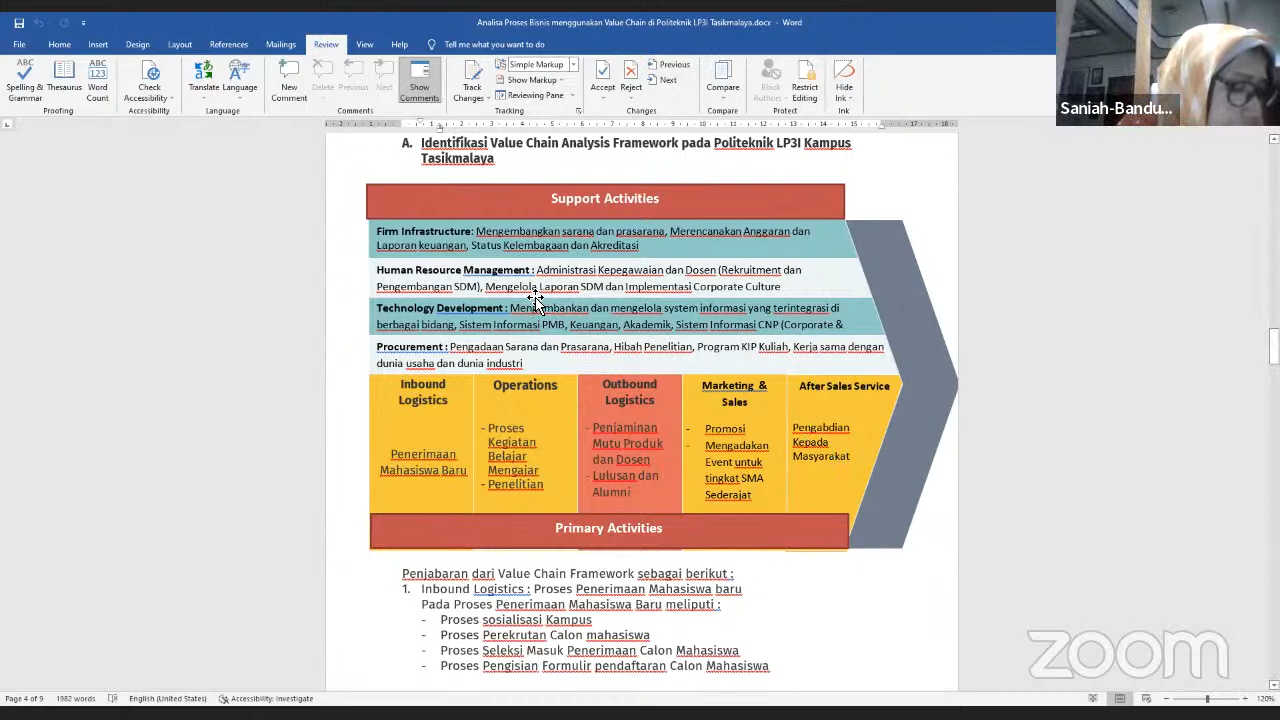 Analisa Proses Bisnis menggunakan Value Chain di Politeknik LP3I Tasikmalaya.docx - Word
File Home Insert Design Layout References Mailings Review View Help Tell me what you want to do
Spelling & Grammar
Thesaurus
Word Count
Check Accessibility
Translate
Language
New Comment
Delete
Previous
Next
Show Comments
Track Changes
Simple Markup
Show Markup
Reviewing Pane
Accept
Reject
Previous
Next
Compare
Block Authors
Restrict Editing
Hide Ink
Proofing Accessibility Language Comments Tracking Changes Compare Protect Ink
Saniah-Bandu...
A. Identifikasi Value Chain Analysis Framework pada Politeknik LP3I Kampus
Tasikmalaya
Support Activities
Firm Infrastructure: Mengembangkan sarana dan prasarana, Merencanakan Anggaran dan
Laporan keuangan, Status Kelembagaan dan Akreditasi
Human Resource Management : Administrasi Kepegawaian dan Dosen (Rekruitment dan
Pengembangan SDM), Mengelola Laporan SDM dan Implementasi Corporate Culture
Technology Development : Mengembankan dan mengelola system informasi yang terintegrasi di
berbagai bidang, Sistem Informasi PMB, Keuangan, Akademik, Sistem Informasi CNP (Corporate &
Procurement : Pengadaan Sarana dan Prasarana, Hibah Penelitian, Program KIP Kuliah, Kerja sama dengan
dunia usaha dan dunia industri
Inbound
Logistics
Penerimaan
Mahasiswa Baru
Operations
- Proses
Kegiatan
Belajar
Mengajar
- Penelitian
Outbound
Logistics
- Penjaminan
Mutu Produk
dan Dosen
- Lulusan dan
Alumni
Marketing &
Sales
- Promosi
- Mengadakan
Event untuk
tingkat SMA
Sederajat
After Sales Service
Pengabdian
Kepada
Masyarakat
Primary Activities
Penjabaran dari Value Chain Framework sebagai berikut :
1. Inbound Logistics : Proses Penerimaan Mahasiswa baru
Pada Proses Penerimaan Mahasiswa Baru meliputi :
- Proses sosialisasi Kampus
- Proses Perekrutan Calon mahasiswa
- Proses Seleksi Masuk Penerimaan Calon Mahasiswa
- Proses Pengisian Formulir pendaftaran Calon Mahasiswa
zoom
Page 4 of 9 1982 words English (United States) Accessibility: Investigate 120%